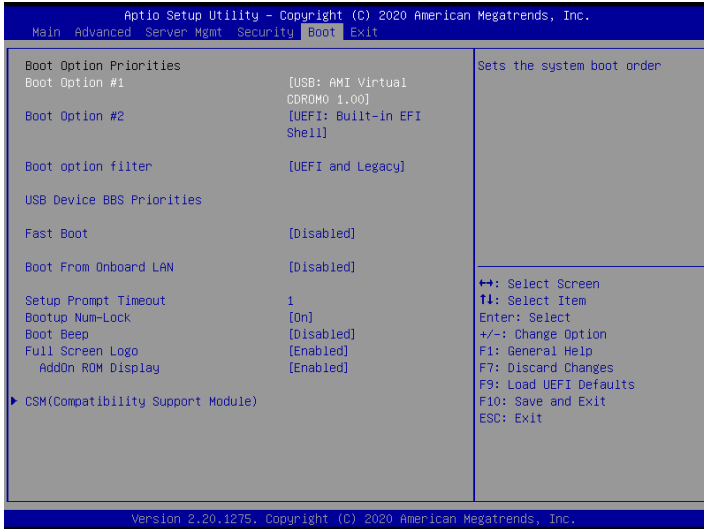 Aptio Setup Utility – Copyright (C) 2020 American Megatrends, Inc.
Main Advanced Server Mgmt Security Boot Exit
Boot Option Priorities
Boot Option #1 [USB: AMI Virtual
CDROM0 1.00]
Boot Option #2 [UEFI: Built-in EFI
Shell]
Boot option filter [UEFI and Legacy]
USB Device BBS Priorities
Fast Boot [Disabled]
Boot From Onboard LAN [Disabled]
Setup Prompt Timeout 1
Bootup Num-Lock [On]
Boot Beep [Disabled]
Full Screen Logo [Enabled]
AddOn ROM Display [Enabled]
CSM(Compatibility Support Module)
Sets the system boot order
↔: Select Screen
↑↓: Select Item
Enter: Select
+/-: Change Option
F1: General Help
F7: Discard Changes
F9: Load UEFI Defaults
F10: Save and Exit
ESC: Exit
Version 2.20.1275. Copyright (C) 2020 American Megatrends, Inc.